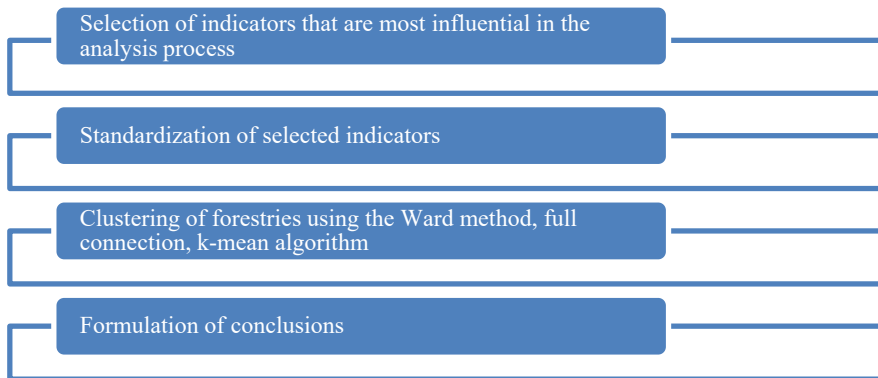 Selection of indicators that are most influential in the
analysis process
Standardization of selected indicators
Clustering of forestries using the Ward method, full
connection, k-mean algorithm
Formulation of conclusions